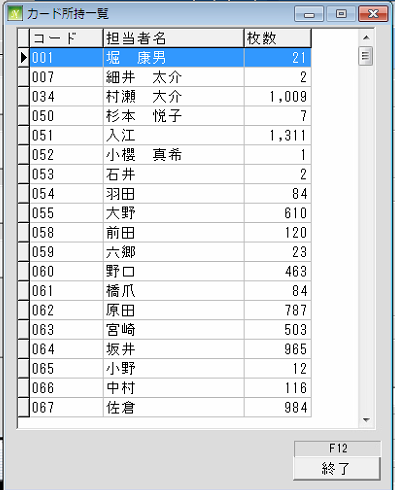 カード所持一覧
コード 担当者名 枚数
001 堀　康男 21
007 細井　太介 2
034 村瀬　大介 1,009
050 杉本　悦子 7
051 入江 1,311
052 小櫻　真希 1
053 石井 2
054 羽田 84
055 大野 610
058 前田 120
059 六郷 23
060 野口 463
061 橋爪 84
062 原田 787
063 宮崎 503
064 坂井 965
065 小野 12
066 中村 116
067 佐倉 984
F12
終了